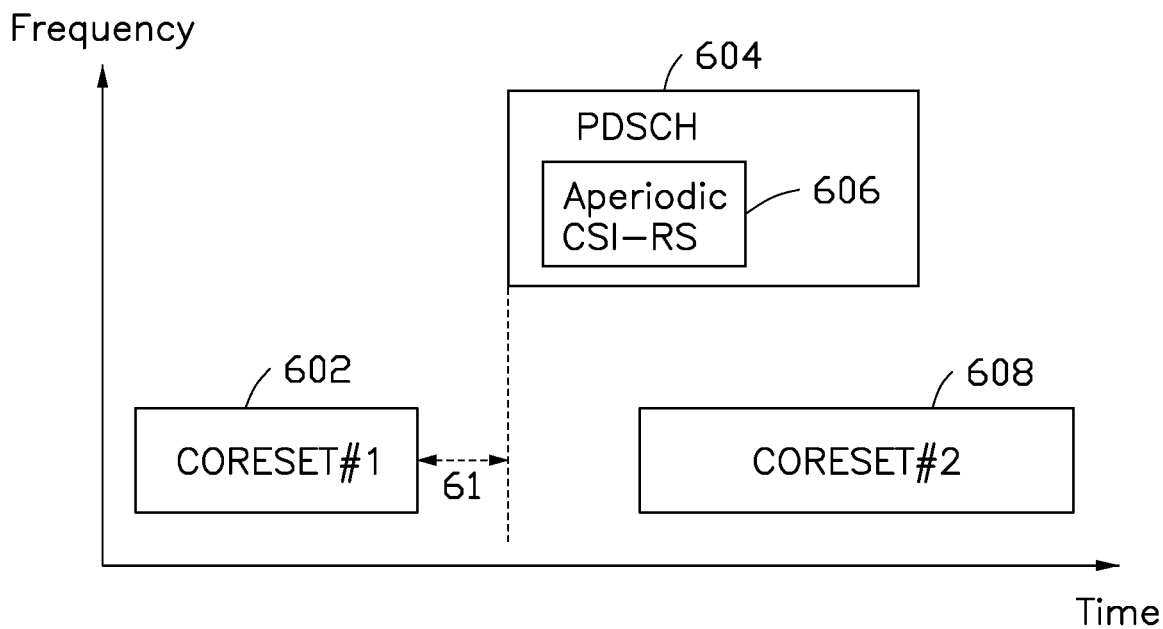 Frequency
604
PDSCH
Aperiodic
CSI-RS
606
602
608
CORESET#1
61
CORESET#2
Time